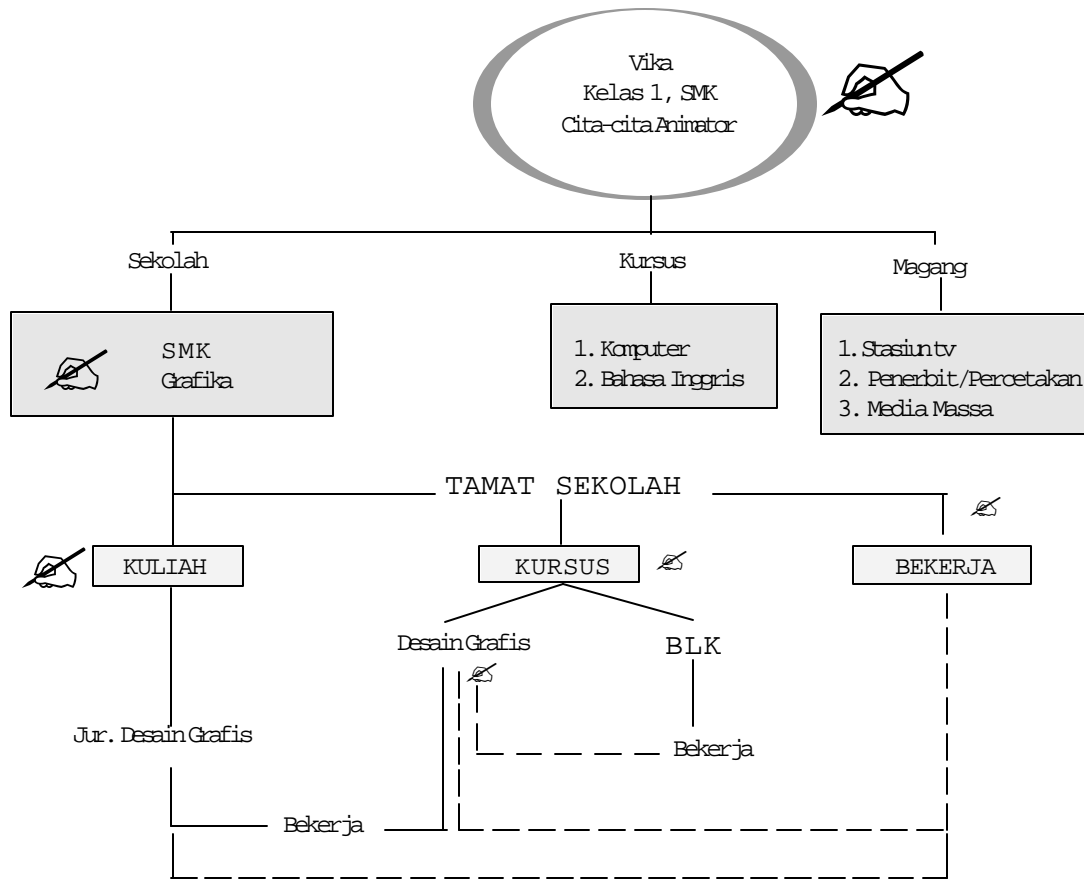 Vika
Kelas 1, SMK
Cita-cita Animator
Sekolah
Kursus
Magang
SMK
Grafika
1. Komputer
2. Bahasa Inggris
1. Stasiun tv
2. Penerbit/Percetakan
3. Media Massa
TAMAT SEKOLAH
KULIAH
KURSUS
BEKERJA
Desain Grafis
BLK
Jur. Desain Grafis
Bekerja
Bekerja